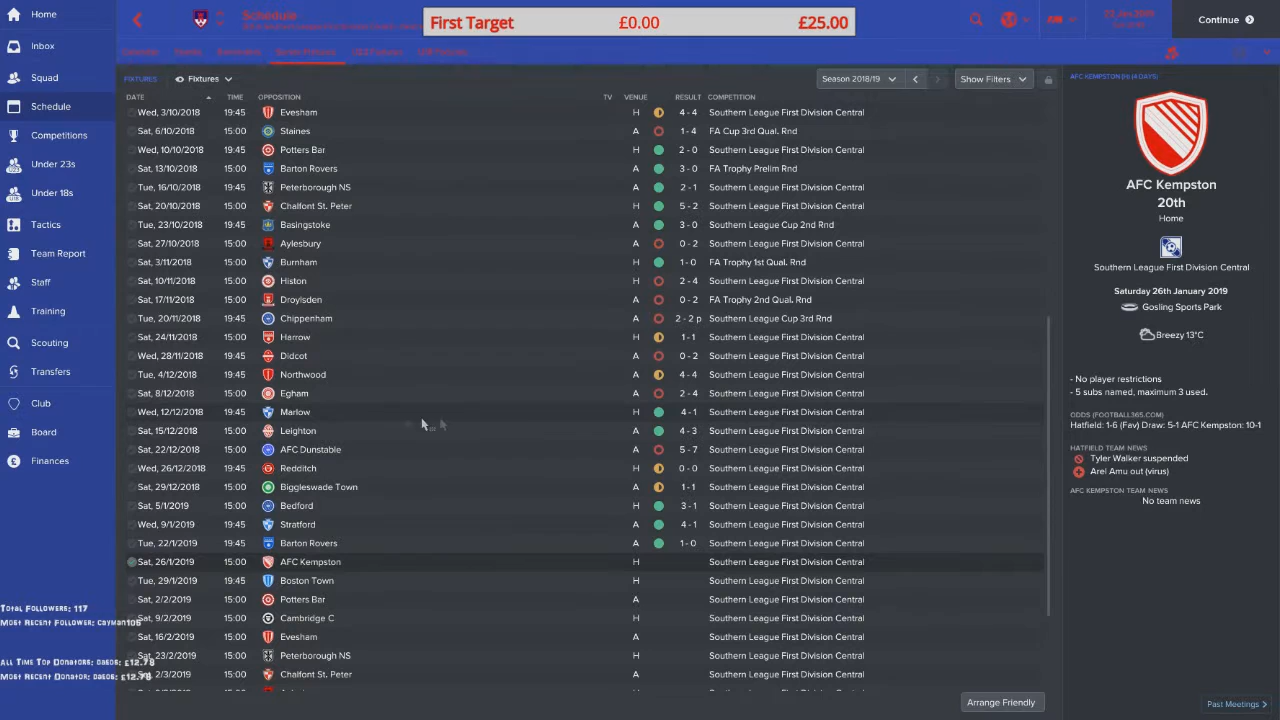 Home
Schedule
First Target £0.00 £25.00
Continue
Inbox
Squad
Schedule
Competitions
Under 23s
Under 18s
Tactics
Team Report
Staff
Training
Scouting
Transfers
Club
Board
Finances
TOTAL FOLLOWERS: 117
MOST RECENT FOLLOWER: CAYMAN105
ALL TIME TOP DONATORS: DASDS: £12.78
MOST RECENT DONATOR: DASDS: £12.78
FIXTURES Fixtures Season 2018/19 Show Filters
DATE TIME OPPOSITION TV VENUE RESULT COMPETITION
Wed, 3/10/2018 19:45 Evesham H 4 - 4 Southern League First Division Central
Sat, 6/10/2018 15:00 Staines A 1 - 4 FA Cup 3rd Qual. Rnd
Wed, 10/10/2018 19:45 Potters Bar H 2 - 0 Southern League First Division Central
Sat, 13/10/2018 15:00 Barton Rovers A 3 - 0 FA Trophy Prelim Rnd
Tue, 16/10/2018 19:45 Peterborough NS A 2 - 1 Southern League First Division Central
Sat, 20/10/2018 15:00 Chalfont St. Peter H 5 - 2 Southern League First Division Central
Tue, 23/10/2018 19:45 Basingstoke A 3 - 0 Southern League Cup 2nd Rnd
Sat, 27/10/2018 15:00 Aylesbury A 0 - 2 Southern League First Division Central
Sat, 3/11/2018 15:00 Burnham H 1 - 0 FA Trophy 1st Qual. Rnd
Sat, 10/11/2018 15:00 Histon H 2 - 4 Southern League First Division Central
Sat, 17/11/2018 15:00 Droylsden A 0 - 2 FA Trophy 2nd Qual. Rnd
Tue, 20/11/2018 19:45 Chippenham A 2 - 2 p Southern League Cup 3rd Rnd
Sat, 24/11/2018 15:00 Harrow H 1 - 1 Southern League First Division Central
Wed, 28/11/2018 19:45 Didcot A 0 - 2 Southern League First Division Central
Tue, 4/12/2018 19:45 Northwood A 4 - 4 Southern League First Division Central
Sat, 8/12/2018 15:00 Egham A 2 - 4 Southern League First Division Central
Wed, 12/12/2018 19:45 Marlow H 4 - 1 Southern League First Division Central
Sat, 15/12/2018 15:00 Leighton A 4 - 3 Southern League First Division Central
Sat, 22/12/2018 15:00 AFC Dunstable A 5 - 7 Southern League First Division Central
Wed, 26/12/2018 19:45 Redditch H 0 - 0 Southern League First Division Central
Sat, 29/12/2018 15:00 Biggleswade Town A 1 - 1 Southern League First Division Central
Sat, 5/1/2019 15:00 Bedford H 3 - 1 Southern League First Division Central
Wed, 9/1/2019 19:45 Stratford A 4 - 1 Southern League First Division Central
Tue, 22/1/2019 19:45 Barton Rovers A 1 - 0 Southern League First Division Central
Sat, 26/1/2019 15:00 AFC Kempston H Southern League First Division Central
Tue, 29/1/2019 19:45 Boston Town H Southern League First Division Central
Sat, 2/2/2019 15:00 Potters Bar A Southern League First Division Central
Sat, 9/2/2019 15:00 Cambridge C H Southern League First Division Central
Sat, 16/2/2019 15:00 Evesham A Southern League First Division Central
Sat, 23/2/2019 15:00 Peterborough NS H Southern League First Division Central
Sat, 2/3/2019 15:00 Chalfont St. Peter A Southern League First Division Central
Arrange Friendly
AFC KEMPSTON (H) (4 DAYS)
AFC Kempston
20th
Home
Southern League First Division Central
Saturday 26th January 2019
Gosling Sports Park
Breezy 13°C
- No player restrictions
- 5 subs named, maximum 3 used.
ODDS (FOOTBALL365.COM)
Hatfield: 1-6 (Fav) Draw: 5-1 AFC Kempston: 10-1
HATFIELD TEAM NEWS
Tyler Walker suspended
Arel Amu out (virus)
AFC KEMPSTON TEAM NEWS
No team news
Past Meetings